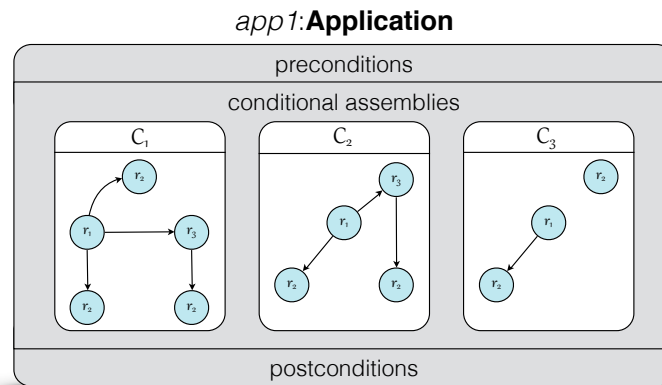 app1:Application
preconditions
conditional assemblies
C₁
r₂
r₁
r₃
r₂
r₂
C₂
r₃
r₁
r₂
r₂
C₃
r₂
r₁
r₂
postconditions